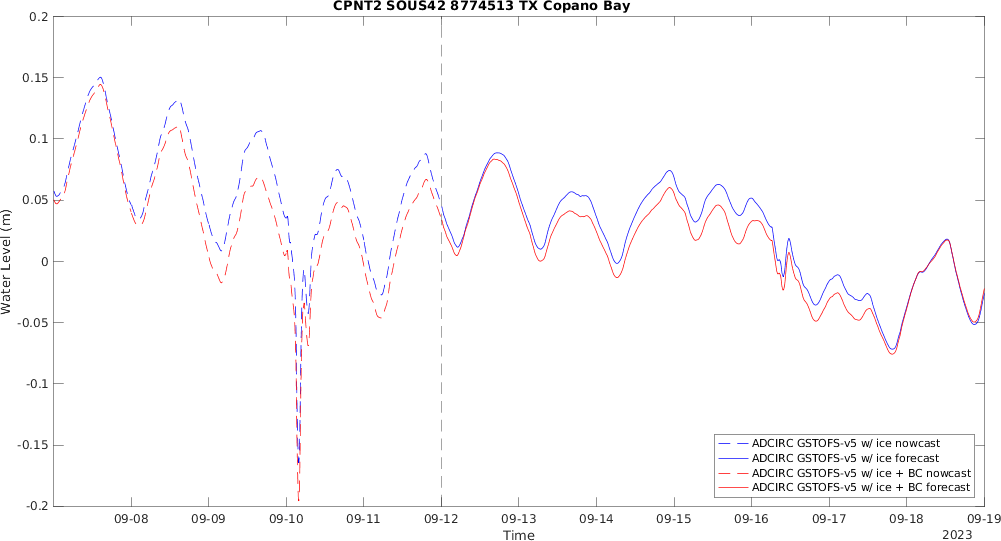 CPNT2 SOUS42 8774513 TX Copano Bay
0.2
0.15
0.1
0.05
0
-0.05
-0.1
-0.15
-0.2
Water Level (m)
ADCIRC GSTOFS-v5 w/ ice nowcast
ADCIRC GSTOFS-v5 w/ ice forecast
ADCIRC GSTOFS-v5 w/ ice + BC nowcast
ADCIRC GSTOFS-v5 w/ ice + BC forecast
09-08 09-09 09-10 09-11 09-12 09-13 09-14 09-15 09-16 09-17 09-18 09-19
Time
2023